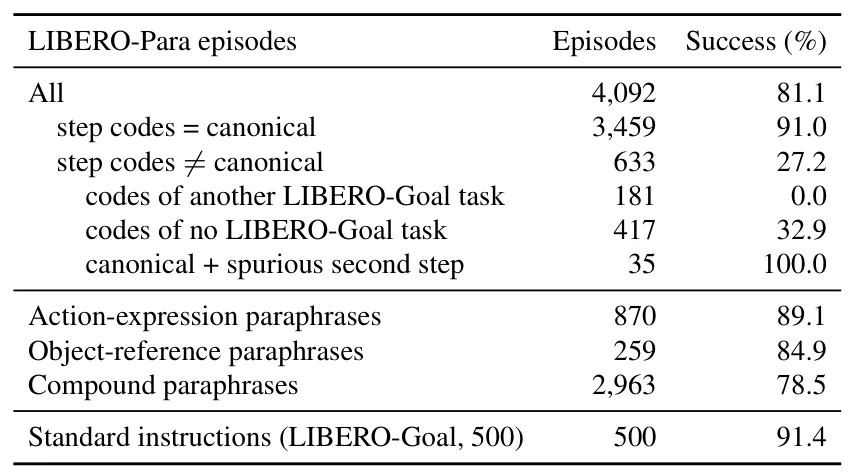 LIBERO-Para episodes Episodes Success (%)
All 4,092 81.1
step codes = canonical 3,459 91.0
step codes ≠ canonical 633 27.2
codes of another LIBERO-Goal task 181 0.0
codes of no LIBERO-Goal task 417 32.9
canonical + spurious second step 35 100.0
Action-expression paraphrases 870 89.1
Object-reference paraphrases 259 84.9
Compound paraphrases 2,963 78.5
Standard instructions (LIBERO-Goal, 500) 500 91.4